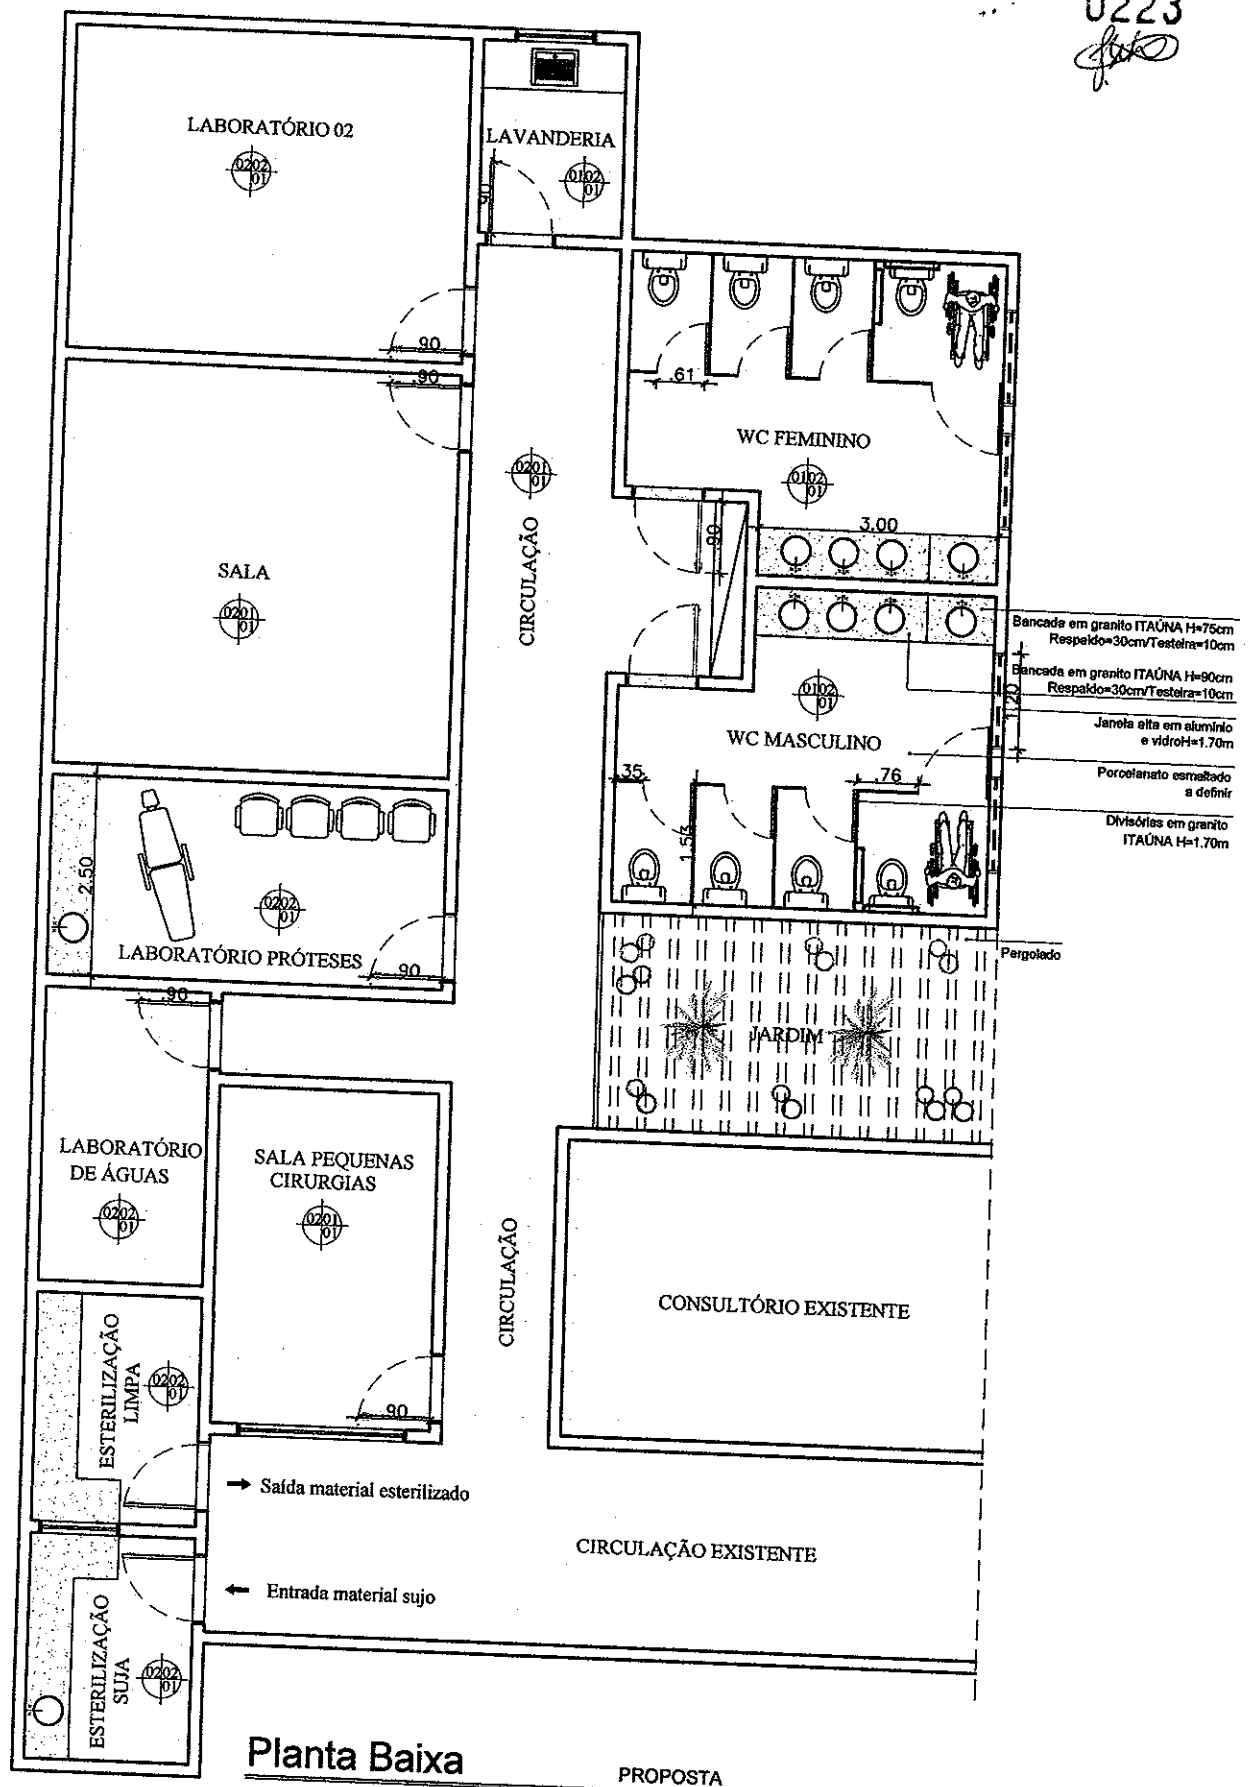 0223
LABORATÓRIO 02
0202
01
LAVANDERIA
0102
01
.90
.90
.90
.61
WC FEMININO
0102
01
0201
01
CIRCULAÇÃO
.90
3.00
SALA
0201
01
Bancada em granito ITAÚNA H=75cm
Respaldo=30cm/Testeira=10cm
Bancada em granito ITAÚNA H=90cm
Respaldo=30cm/Testeira=10cm
1.20
0102
01
WC MASCULINO
Janela alta em alumínio
e vidroH=1.70m
Porcelanato esmaltado
a definir
Divisórias em granito
ITAÚNA H=1.70m
.35
.76
1.53
2.50
0202
01
LABORATÓRIO PRÓTESES
.90
Pergolado
.90
JARDIM
LABORATÓRIO
DE ÁGUAS
0202
01
SALA PEQUENAS
CIRURGIAS
0201
01
CIRCULAÇÃO
CONSULTÓRIO EXISTENTE
ESTERILIZAÇÃO
LIMPA
0202
01
.90
Saída material esterilizado
CIRCULAÇÃO EXISTENTE
Entrada material sujo
ESTERILIZAÇÃO
SUJA
0202
01
Planta Baixa
PROPOSTA